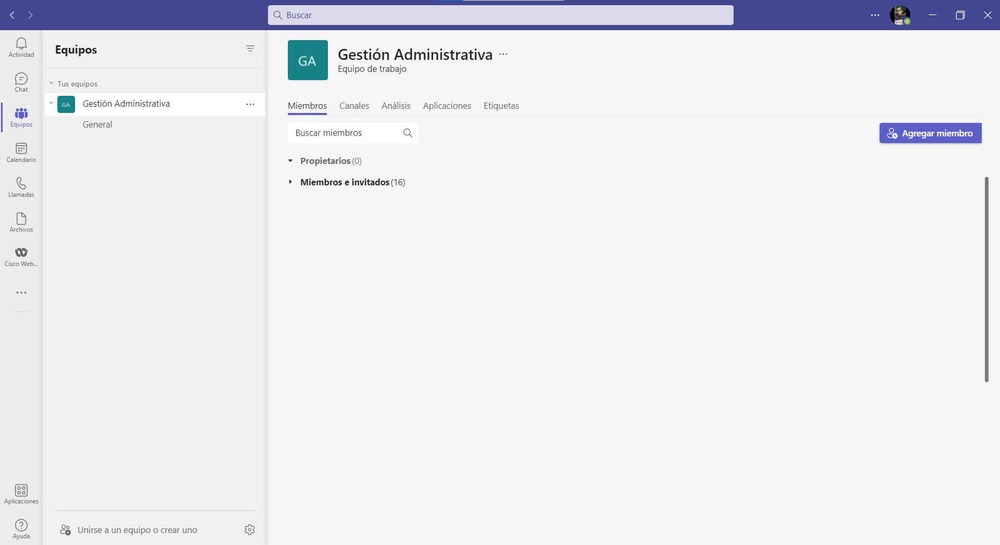 Buscar
Actividad
Chat
Equipos
Calendario
Llamadas
Archivos
Cisco Web...
Aplicaciones
Ayuda
Equipos
Tus equipos
GA Gestión Administrativa
General
Unirse a un equipo o crear uno
GA
Gestión Administrativa
Equipo de trabajo
Miembros Canales Análisis Aplicaciones Etiquetas
Buscar miembros
Agregar miembro
Propietarios (0)
Miembros e invitados (16)